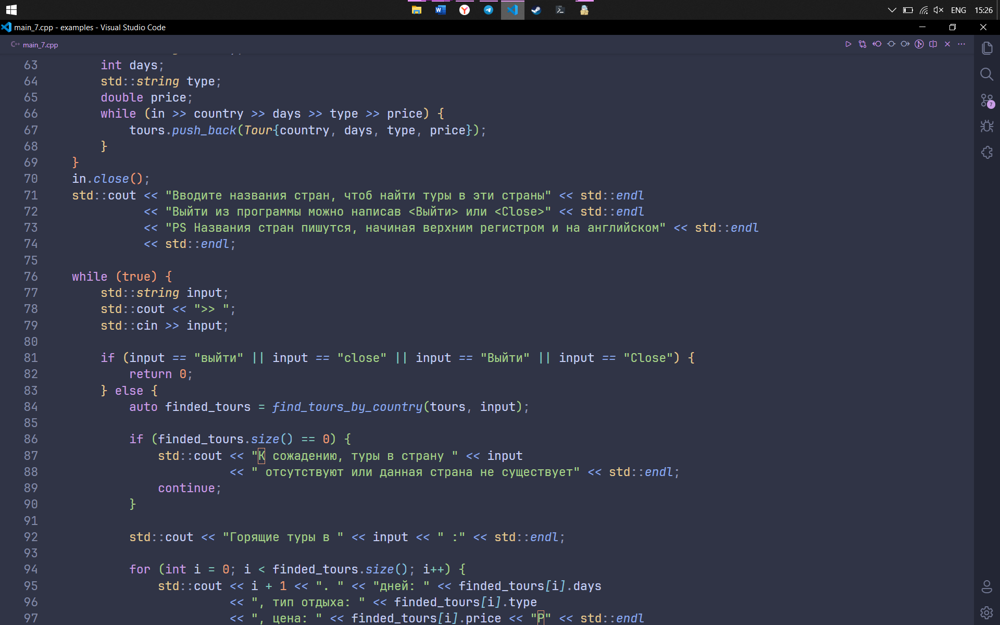 ENG 15:26
main_7.cpp - examples - Visual Studio Code
C++ main_7.cpp
63 int days;
64 std::string type;
65 double price;
66 while (in >> country >> days >> type >> price) {
67 tours.push_back(Tour{country, days, type, price});
68 }
69 }
70 in.close();
71 std::cout << "Вводите названия стран, чтоб найти туры в эти страны" << std::endl
72 << "Выйти из программы можно написав <Выйти> или <Close>" << std::endl
73 << "PS Названия стран пишутся, начиная верхним регистром и на английском" << std::endl
74 << std::endl;
75
76 while (true) {
77 std::string input;
78 std::cout << ">> ";
79 std::cin >> input;
80
81 if (input == "выйти" || input == "close" || input == "Выйти" || input == "Close") {
82 return 0;
83 } else {
84 auto finded_tours = find_tours_by_country(tours, input);
85
86 if (finded_tours.size() == 0) {
87 std::cout << "К сожадению, туры в страну " << input
88 << " отсутствуют или данная страна не существует" << std::endl;
89 continue;
90 }
91
92 std::cout << "Горящие туры в " << input << " :" << std::endl;
93
94 for (int i = 0; i < finded_tours.size(); i++) {
95 std::cout << i + 1 << ". " << "дней: " << finded_tours[i].days
96 << ", тип отдыха: " << finded_tours[i].type
97 << ", цена: " << finded_tours[i].price << "Р" << std::endl
7